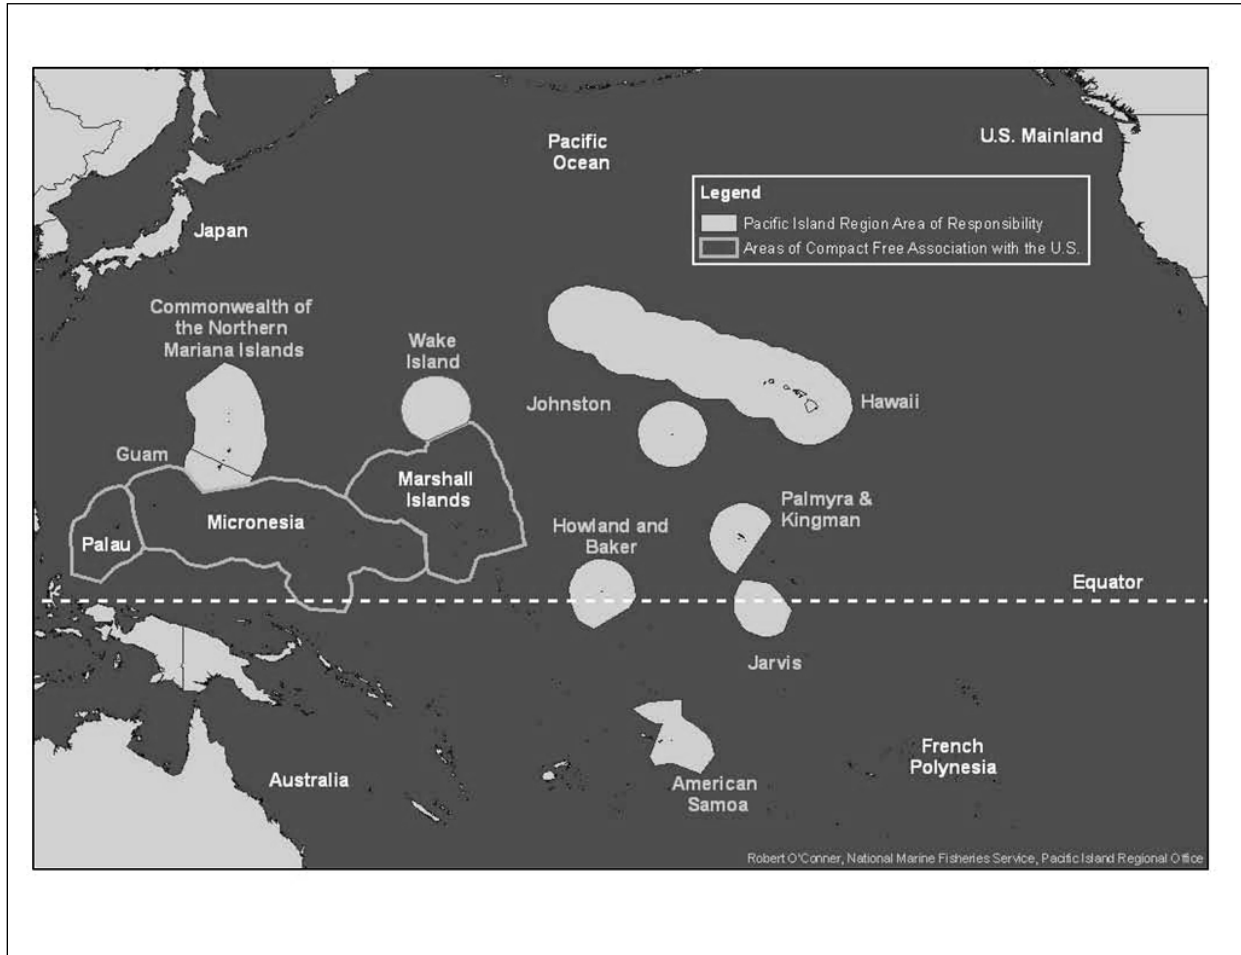 Pacific
Ocean
U.S. Mainland
Legend
Pacific Island Region Area of Responsibility
Areas of Compact Free Association with the U.S.
Japan
Commonwealth of
the Northern
Mariana Islands
Wake
Island
Johnston
Hawaii
Guam
Marshall
Islands
Micronesia
Palau
Palmyra &
Kingman
Howland and
Baker
Equator
Jarvis
French
Polynesia
Australia
American
Samoa
Robert O'Conner, National Marine Fisheries Service, Pacific Island Regional Office